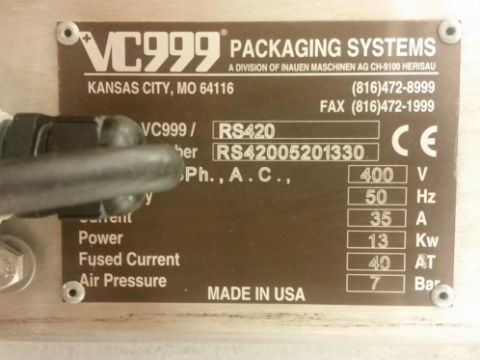 VC999® PACKAGING SYSTEMS
A DIVISION OF INAUEN MASCHINEN AG CH-9100 HERISAU
KANSAS CITY, MO 64116 (816)472-8999
FAX (816)472-1999
VC999 / RS420
RS42005201330 CE
Ph., A.C., 400 V
50 Hz
Current 35 A
Power 13 Kw
Fused Current 40 AT
Air Pressure 7 Bar
MADE IN USA